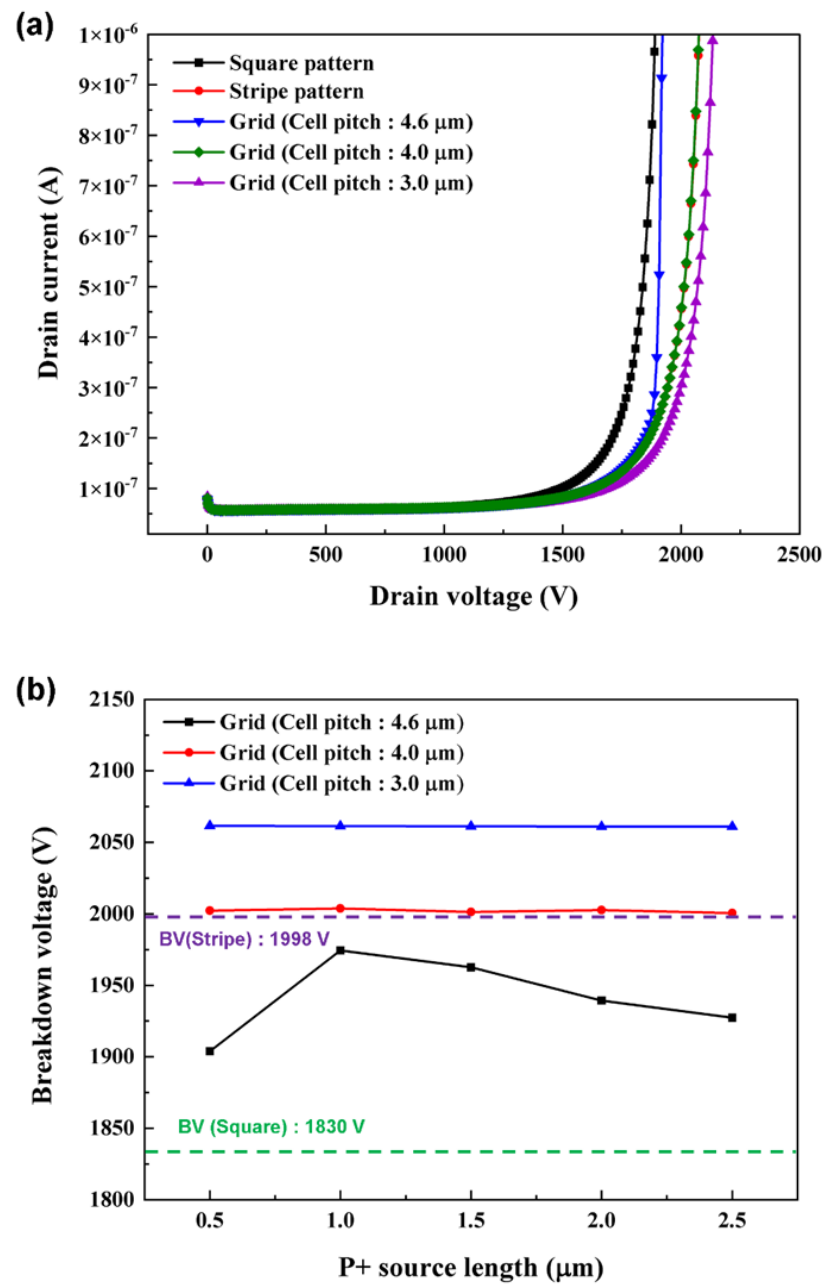 (a)
1×10⁻⁶
9×10⁻⁷
8×10⁻⁷
7×10⁻⁷
6×10⁻⁷
5×10⁻⁷
4×10⁻⁷
3×10⁻⁷
2×10⁻⁷
1×10⁻⁷
Drain current (A)
Square pattern
Stripe pattern
Grid (Cell pitch : 4.6 μm)
Grid (Cell pitch : 4.0 μm)
Grid (Cell pitch : 3.0 μm)
0 500 1000 1500 2000 2500
Drain voltage (V)
(b)
2150
2100
2050
2000
1950
1900
1850
1800
Breakdown voltage (V)
Grid (Cell pitch : 4.6 μm)
Grid (Cell pitch : 4.0 μm)
Grid (Cell pitch : 3.0 μm)
BV(Stripe) : 1998 V
BV (Square) : 1830 V
0.5 1.0 1.5 2.0 2.5
P+ source length (μm)